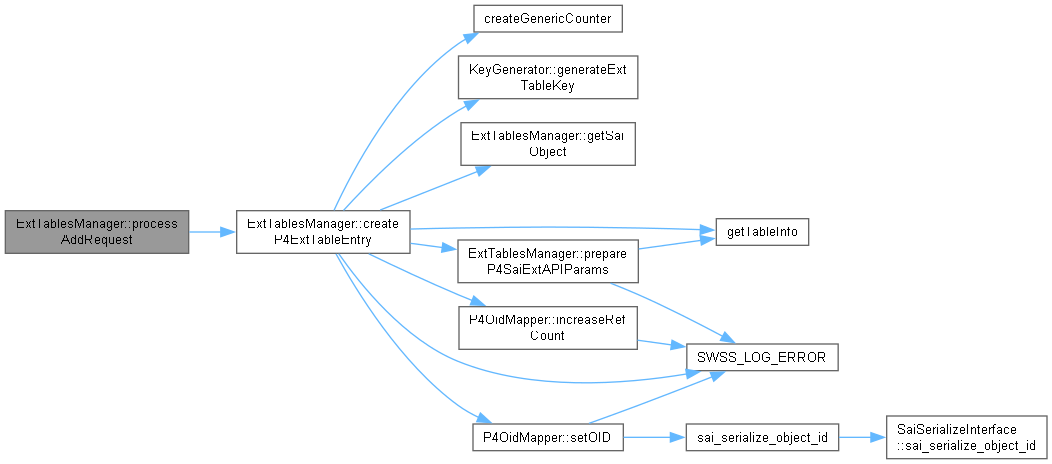 createGenericCounter
KeyGenerator::generateExt
TableKey
ExtTablesManager::getSai
Object
ExtTablesManager::process
AddRequest
ExtTablesManager::create
P4ExtTableEntry
getTableInfo
ExtTablesManager::prepare
P4SaiExtAPIParams
P4OidMapper::increaseRef
Count
SWSS_LOG_ERROR
P4OidMapper::setOID
sai_serialize_object_id
SaiSerializeInterface
::sai_serialize_object_id